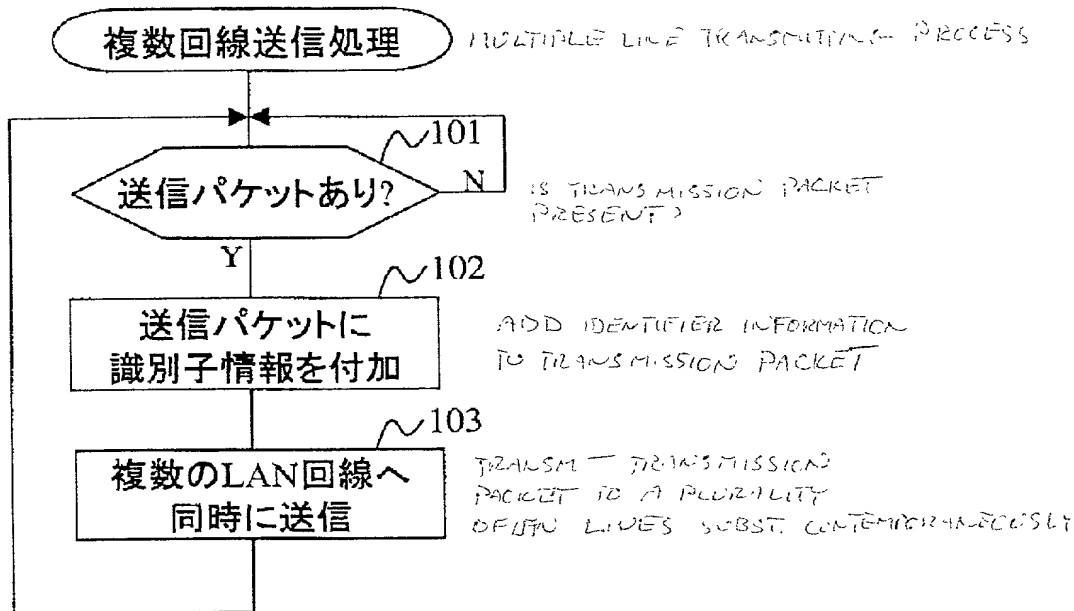 複数回線送信処理
MULTIPLE LINE TRANSMITTING PROCESS
101
送信パケットあり?
N
IS TRANSMISSION PACKET
PRESENT?
Y
102
送信パケットに
識別子情報を付加
ADD IDENTIFIER INFORMATION
TO TRANSMISSION PACKET
103
複数のLAN回線へ
同時に送信
TRANSM- TRANSMISSION
PACKET TO A PLURALITY
LINES SUBST. CONTEMPORANEOUSLY